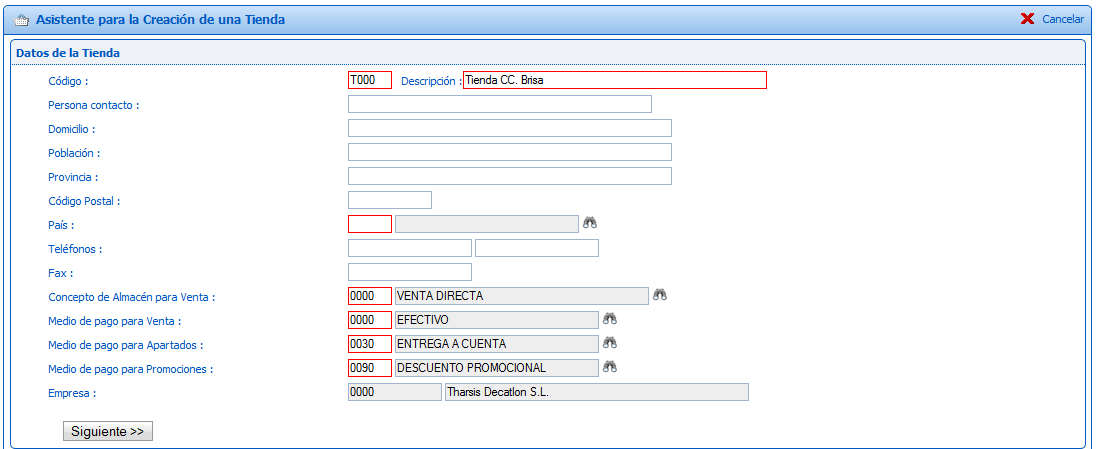 Asistente para la Creación de una Tienda Cancelar
Datos de la Tienda
Código : T000 Descripción : Tienda CC. Brisa
Persona contacto :
Domicilio :
Población :
Provincia :
Código Postal :
País :
Teléfonos :
Fax :
Concepto de Almacén para Venta : 0000 VENTA DIRECTA
Medio de pago para Venta : 0000 EFECTIVO
Medio de pago para Apartados : 0030 ENTREGA A CUENTA
Medio de pago para Promociones : 0090 DESCUENTO PROMOCIONAL
Empresa : 0000 Tharsis Decatlon S.L.
Siguiente >>